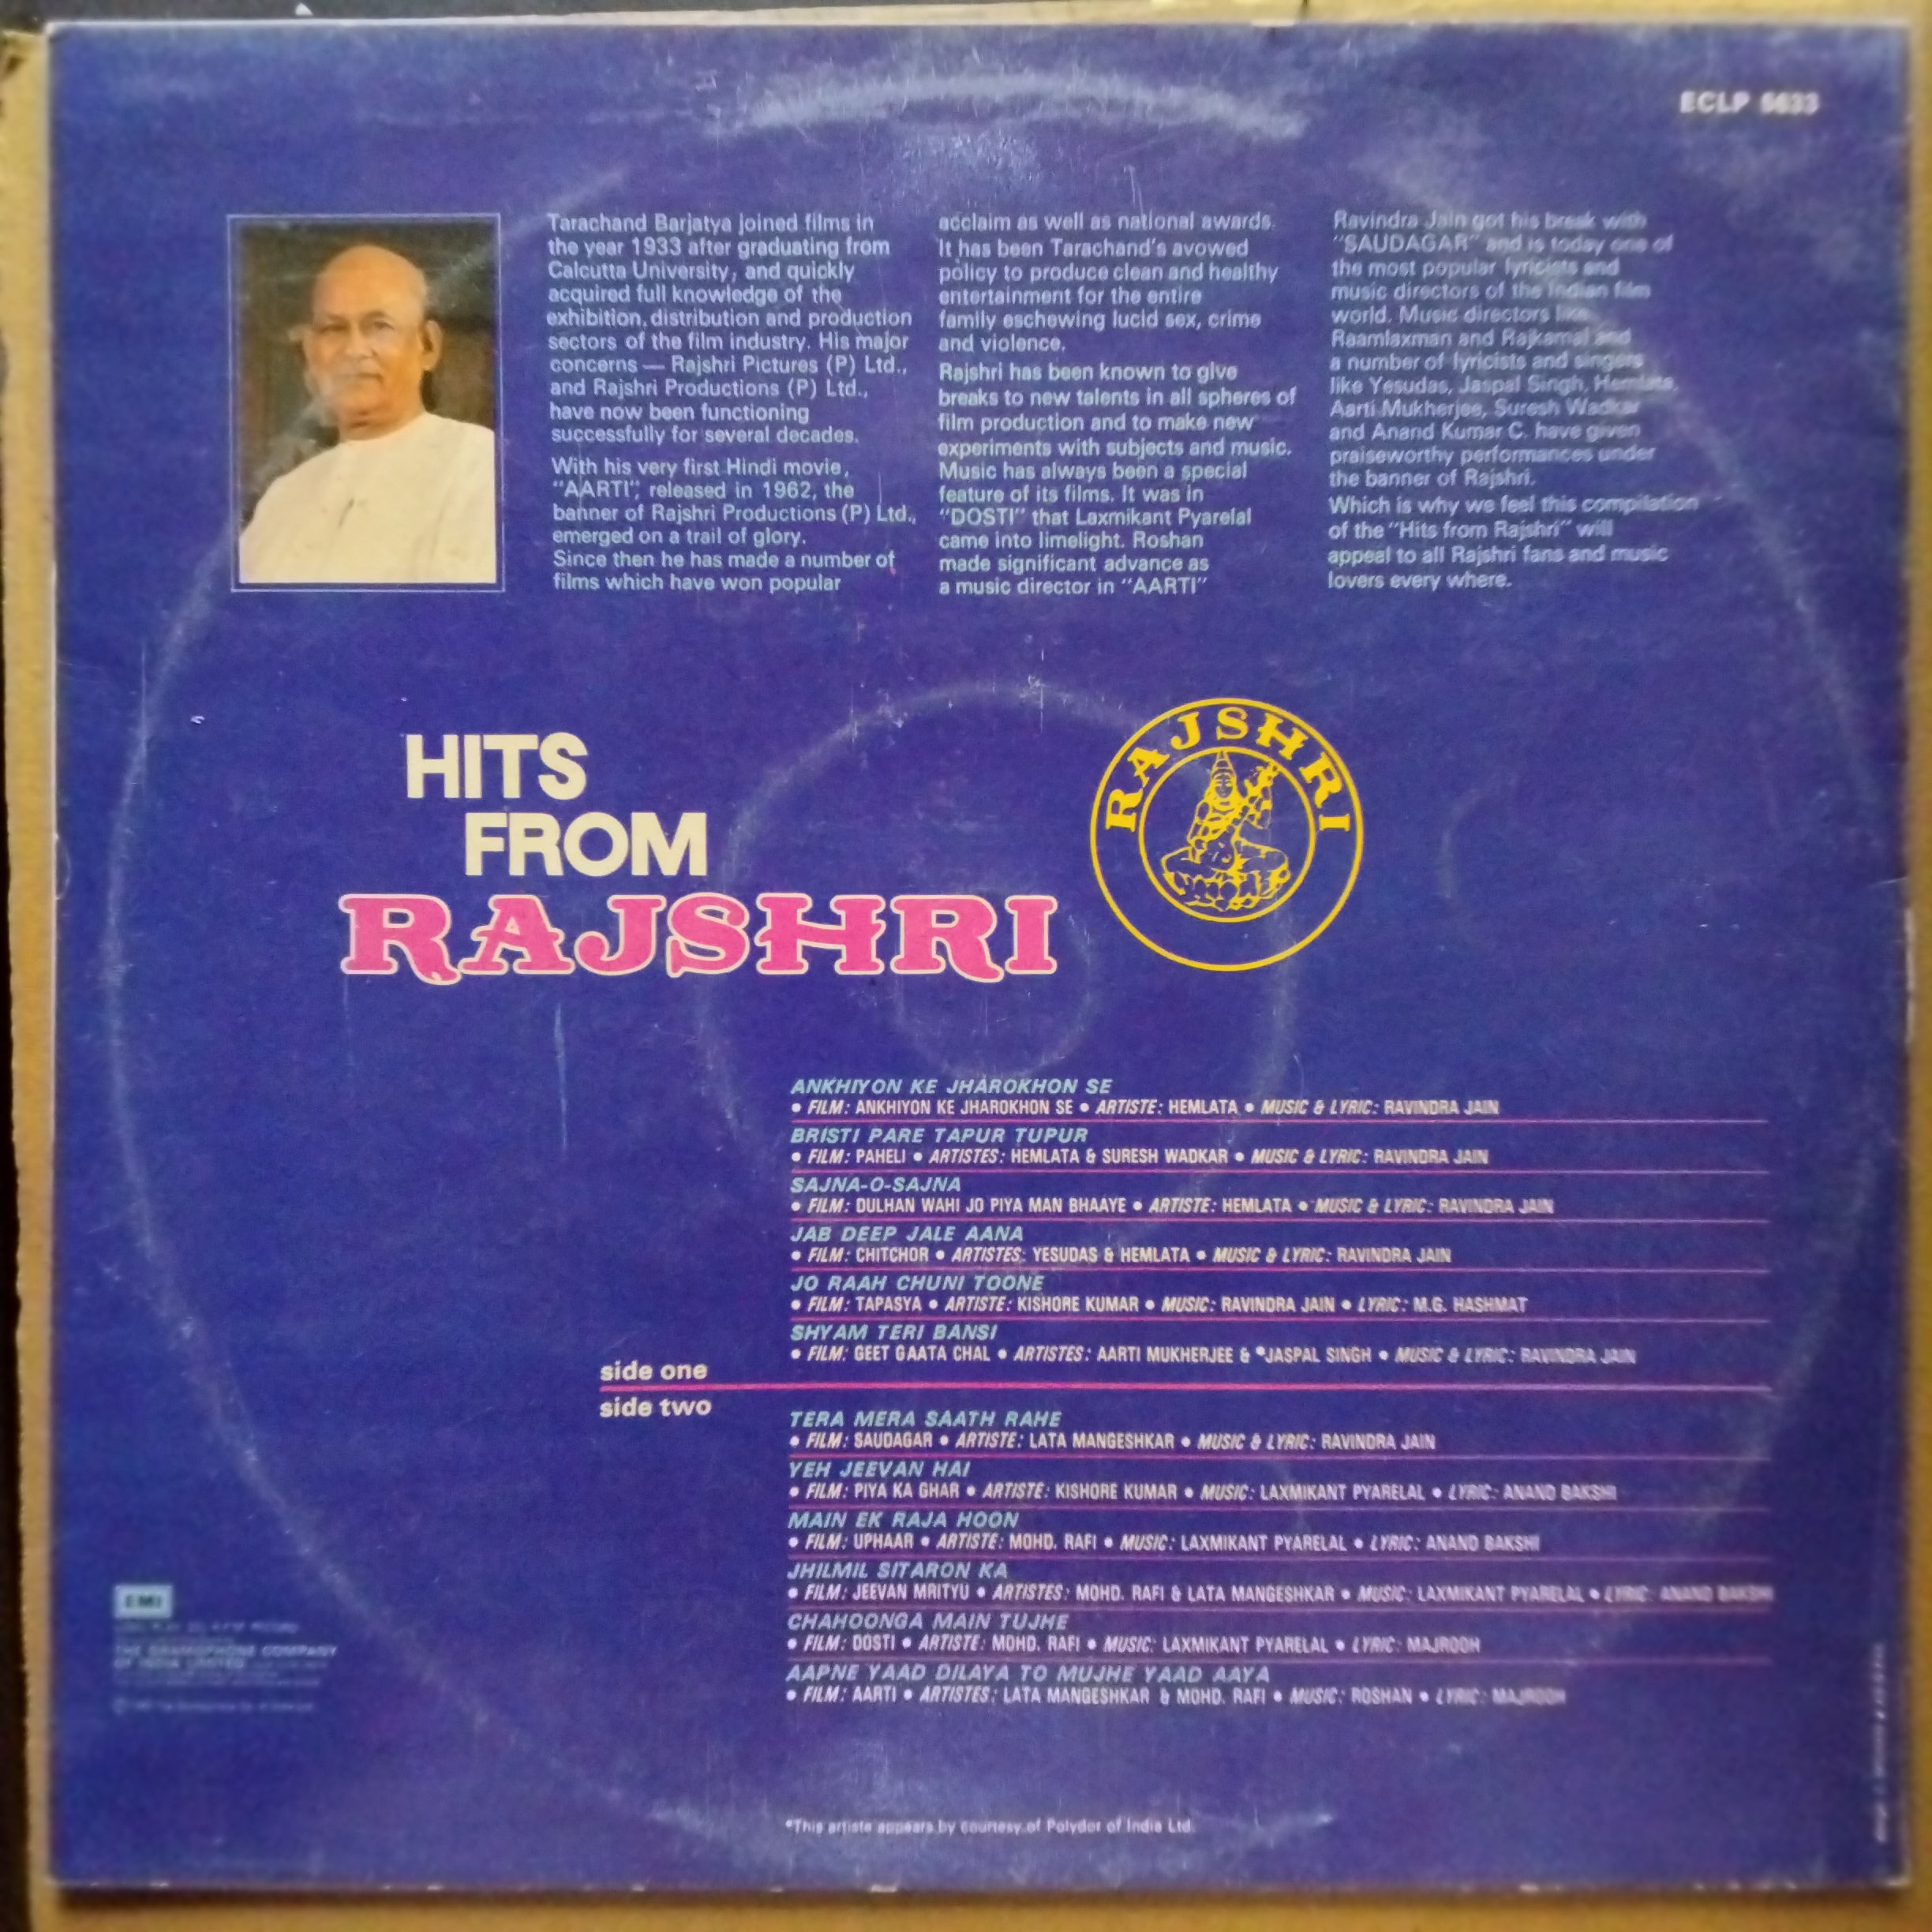 ECLP 5633
Tarachand Barjatya joined films in
the year 1933 after graduating from
Calcutta University, and quickly
acquired full knowledge of the
exhibition, distribution and production
sectors of the film industry. His major
concerns — Rajshri Pictures (P) Ltd.,
and Rajshri Productions (P) Ltd.,
have now been functioning
successfully for several decades.
With his very first Hindi movie,
"AARTI", released in 1962, the
banner of Rajshri Productions (P) Ltd.,
emerged on a trail of glory.
Since then he has made a number of
films which have won popular
acclaim as well as national awards.
It has been Tarachand's avowed
policy to produce clean and healthy
entertainment for the entire
family eschewing lucid sex, crime
and violence.
Rajshri has been known to give
breaks to new talents in all spheres of
film production and to make new
experiments with subjects and music.
Music has always been a special
feature of its films. It was in
"DOSTI" that Laxmikant Pyarelal
came into limelight. Roshan
made significant advance as
a music director in "AARTI"
Ravindra Jain got his break with
"SAUDAGAR" and is today one of
the most popular lyricists and
music directors of the Indian film
world. Music directors like
Raamlaxman and Rajkamal and
a number of lyricists and singers
like Yesudas, Jaspal Singh, Hemlata,
Aarti Mukherjee, Suresh Wadkar
and Anand Kumar C. have given
praiseworthy performances under
the banner of Rajshri.
Which is why we feel this compilation
of the "Hits from Rajshri" will
appeal to all Rajshri fans and music
lovers every where.
HITS
FROM
RAJSHRI
RAJSHRI
ANKHIYON KE JHAROKHON SE
• FILM: ANKHIYON KE JHAROKHON SE • ARTISTE: HEMLATA • MUSIC & LYRIC: RAVINDRA JAIN
BRISTI PARE TAPUR TUPUR
• FILM: PAHELI • ARTISTES: HEMLATA & SURESH WADKAR • MUSIC & LYRIC: RAVINDRA JAIN
SAJNA-O-SAJNA
• FILM: DULHAN WAHI JO PIYA MAN BHAAYE • ARTISTE: HEMLATA • MUSIC & LYRIC: RAVINDRA JAIN
JAB DEEP JALE AANA
• FILM: CHITCHOR • ARTISTES: YESUDAS & HEMLATA • MUSIC & LYRIC: RAVINDRA JAIN
JO RAAH CHUNI TOONE
• FILM: TAPASYA • ARTISTE: KISHORE KUMAR • MUSIC: RAVINDRA JAIN • LYRIC: M.G. HASHMAT
SHYAM TERI BANSI
• FILM: GEET GAATA CHAL • ARTISTES: AARTI MUKHERJEE & *JASPAL SINGH • MUSIC & LYRIC: RAVINDRA JAIN
side one
side two
TERA MERA SAATH RAHE
• FILM: SAUDAGAR • ARTISTE: LATA MANGESHKAR • MUSIC & LYRIC: RAVINDRA JAIN
YEH JEEVAN HAI
• FILM: PIYA KA GHAR • ARTISTE: KISHORE KUMAR • MUSIC: LAXMIKANT PYARELAL • LYRIC: ANAND BAKSHI
MAIN EK RAJA HOON
• FILM: UPHAAR • ARTISTE: MOHD. RAFI • MUSIC: LAXMIKANT PYARELAL • LYRIC: ANAND BAKSHI
JHILMIL SITARON KA
• FILM: JEEVAN MRITYU • ARTISTES: MOHD. RAFI & LATA MANGESHKAR • MUSIC: LAXMIKANT PYARELAL • LYRIC: ANAND BAKSHI
CHAHOONGA MAIN TUJHE
• FILM: DOSTI • ARTISTE: MOHD. RAFI • MUSIC: LAXMIKANT PYARELAL • LYRIC: MAJROOH
AAPNE YAAD DILAYA TO MUJHE YAAD AAYA
• FILM: AARTI • ARTISTES: LATA MANGESHKAR & MOHD. RAFI • MUSIC: ROSHAN • LYRIC: MAJROOH
EMI
THE GRAMOPHONE COMPANY
OF INDIA LIMITED
*This artiste appears by courtesy of Polydor of India Ltd.